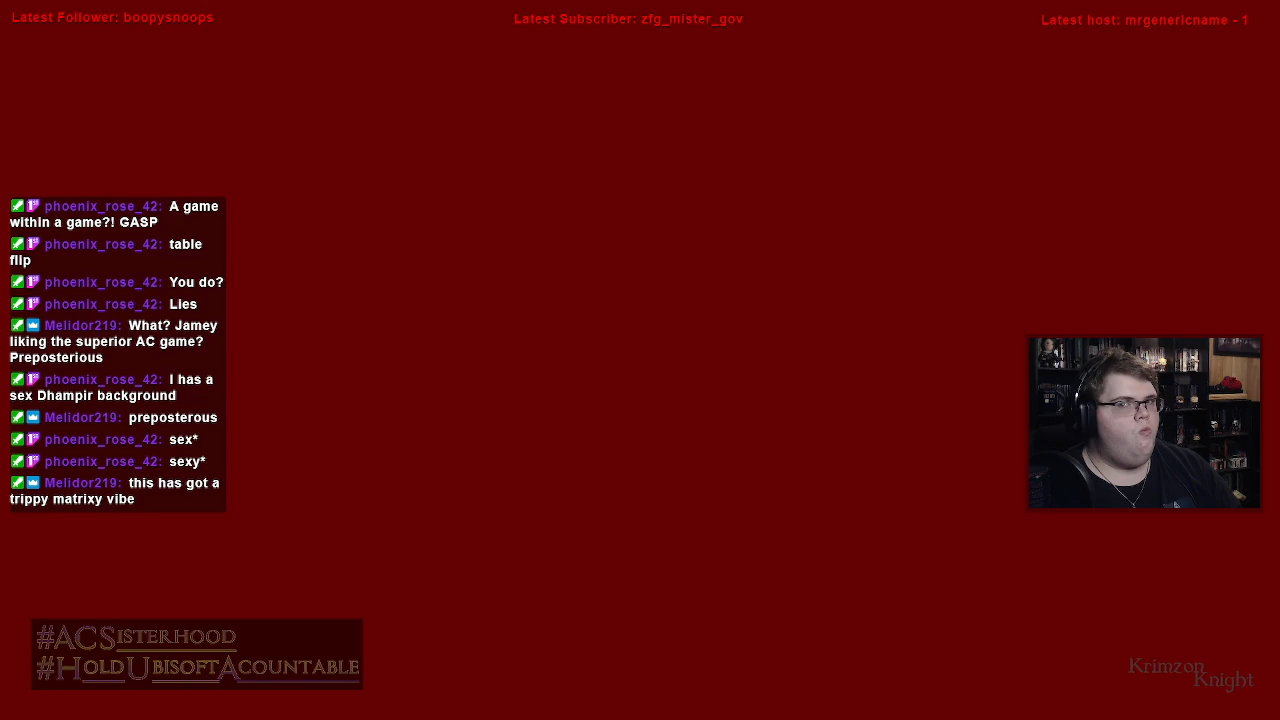 Latest Follower: boopysnoops
Latest Subscriber: zfg_mister_gov
Latest host: mrgenericname - 1
phoenix_rose_42: A game
within a game?! GASP
phoenix_rose_42: table
flip
phoenix_rose_42: You do?
phoenix_rose_42: Lies
Melidor219: What? Jamey
liking the superior AC game?
Preposterious
phoenix_rose_42: I has a
sex Dhampir background
Melidor219: preposterous
phoenix_rose_42: sex*
phoenix_rose_42: sexy*
Melidor219: this has got a
trippy matrixy vibe
#ACSisterhood
#HoldUbisoftAcountable
Krimzon
Knight